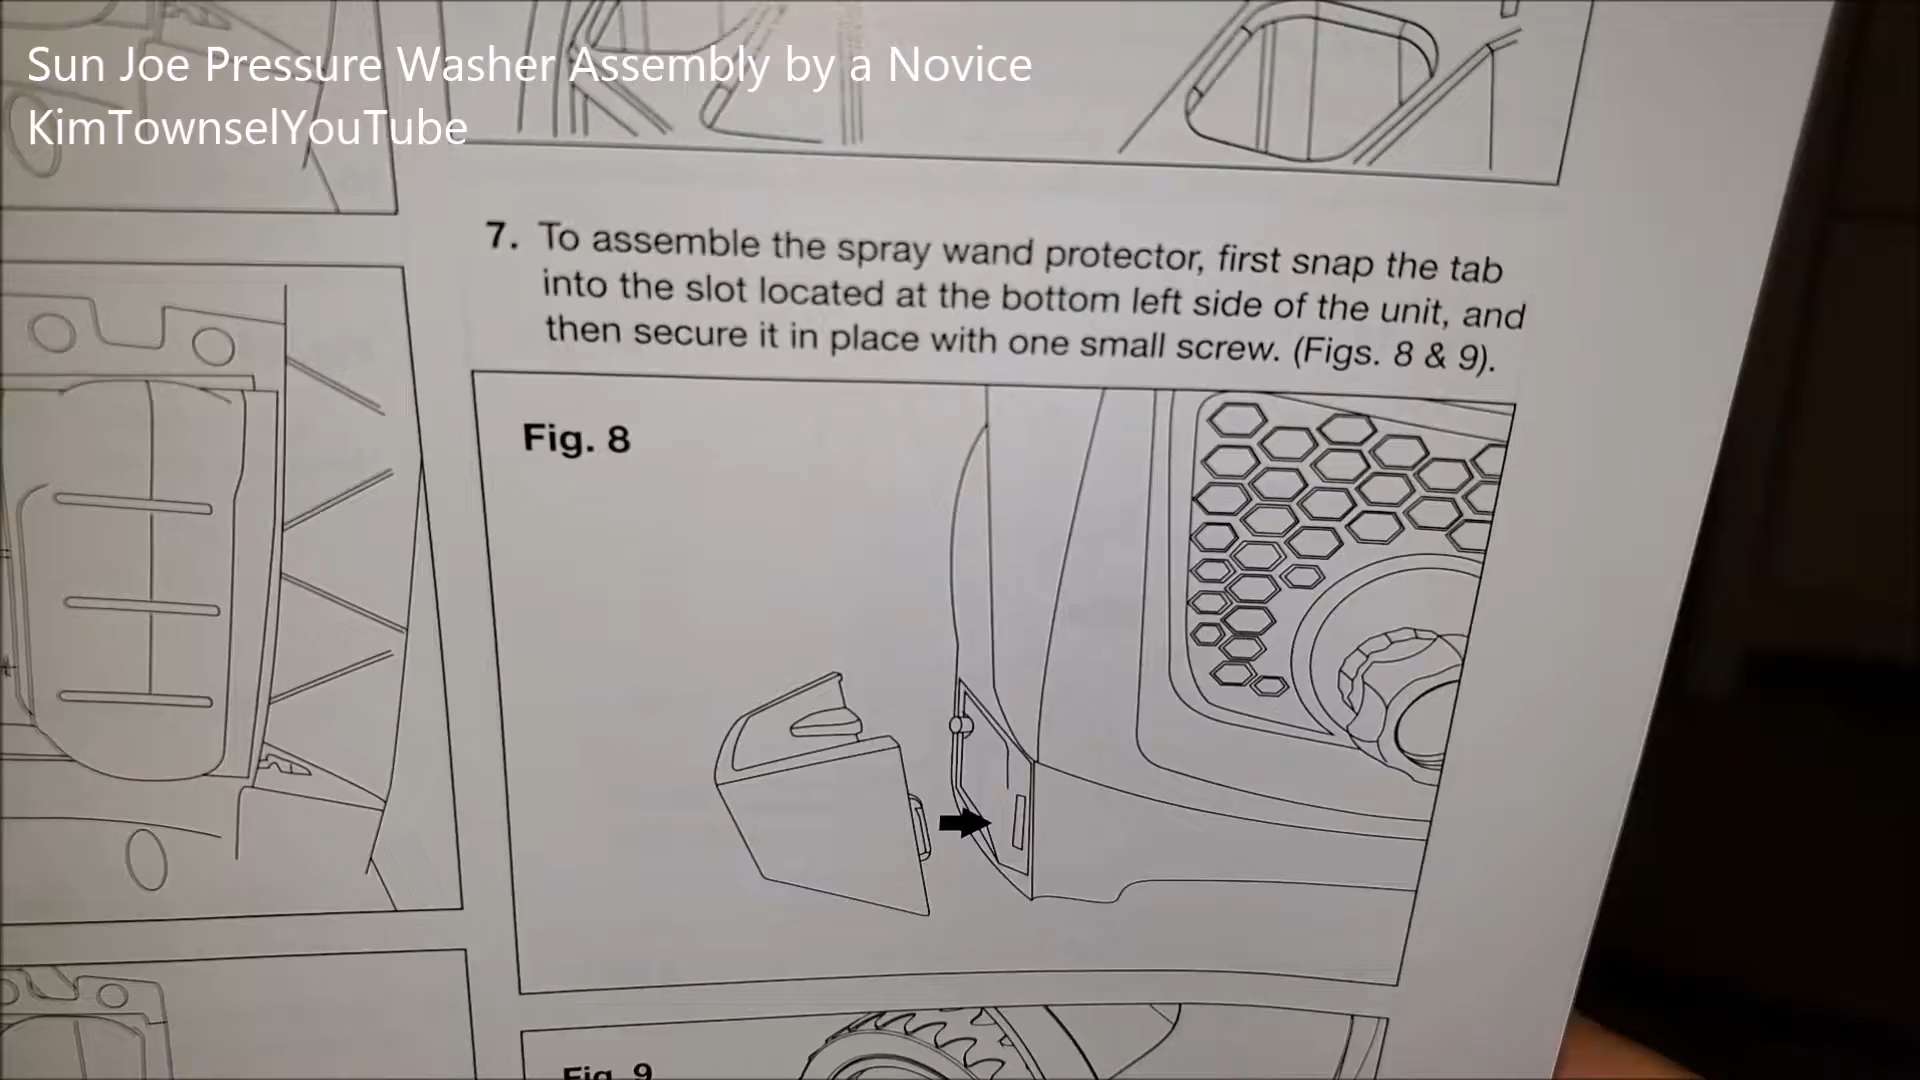 Sun Joe Pressure Washer Assembly by a Novice
KimTownselYouTube
7. To assemble the spray wand protector, first snap the tab
into the slot located at the bottom left side of the unit, and
then secure it in place with one small screw. (Figs. 8 & 9).
Fig. 8
Fig. 9